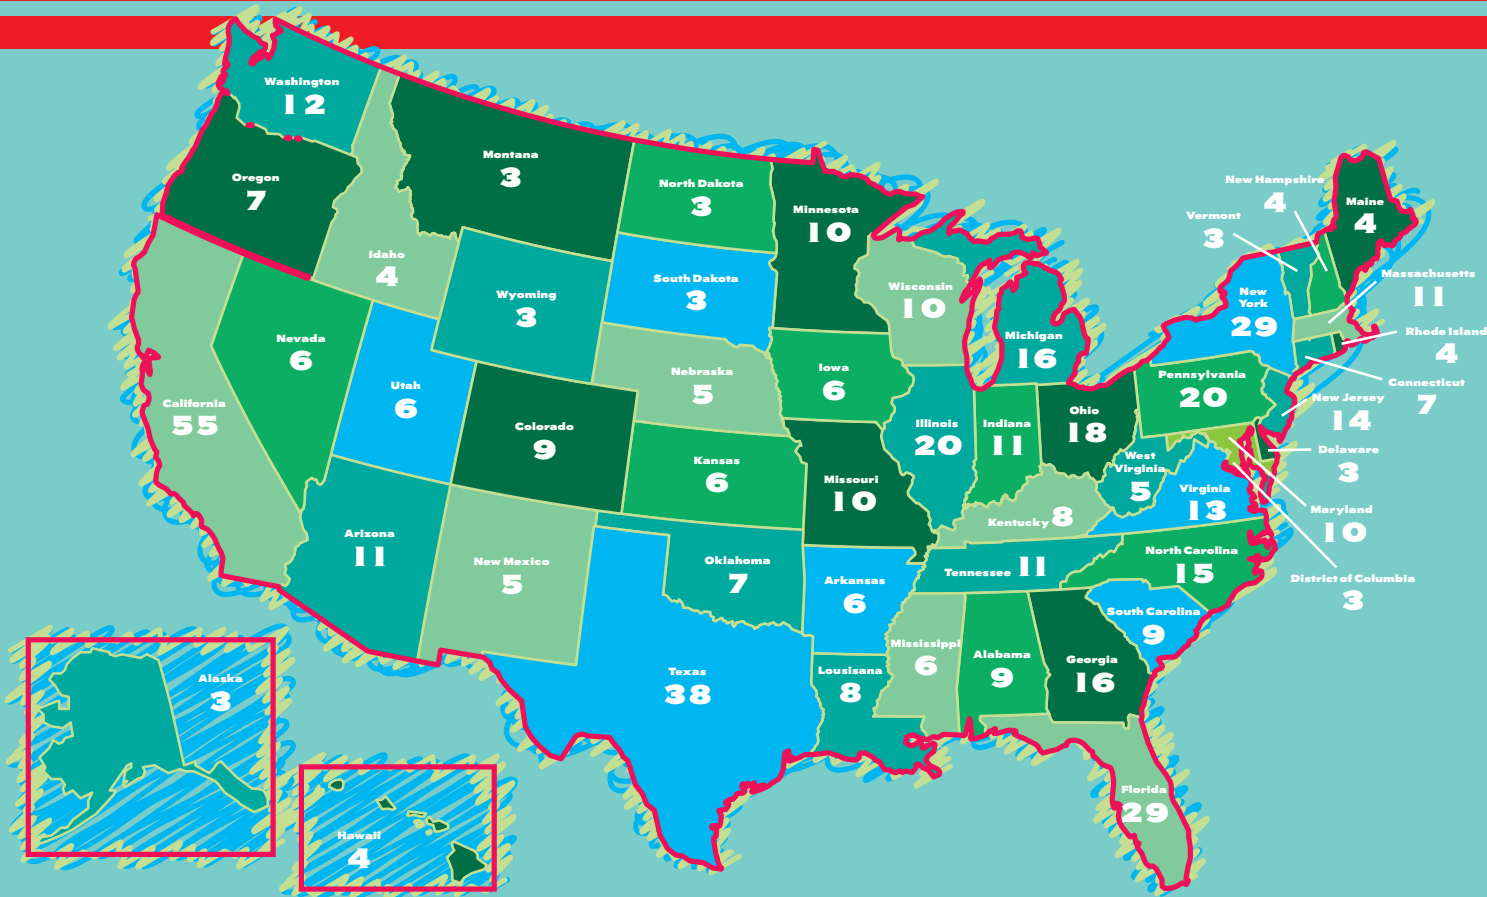 Washington
12
Oregon
7
Montana
3
North Dakota
3
Minnesota
10
Idaho
4
Wyoming
3
South Dakota
3
Wisconsin
10
New Hampshire
4
Vermont
3
Maine
4
Massachusetts
11
New
York
29
Michigan
16
Rhode Island
4
Nevada
6
Utah
6
Nebraska
5
Iowa
6
Pennsylvania
20
Connecticut
7
New Jersey
14
California
55
Colorado
9
Kansas
6
Missouri
10
Illinois
20
Indiana
11
Ohio
18
West
Virginia
5
Virginia
13
Delaware
3
Maryland
10
District of Columbia
3
Kentucky 8
Arizona
11
New Mexico
5
Oklahoma
7
Arkansas
6
Tennessee 11
North Carolina
15
South Carolina
9
Texas
38
Lousisana
8
Mississippi
6
Alabama
9
Georgia
16
Florida
29
Alaska
3
Hawaii
4